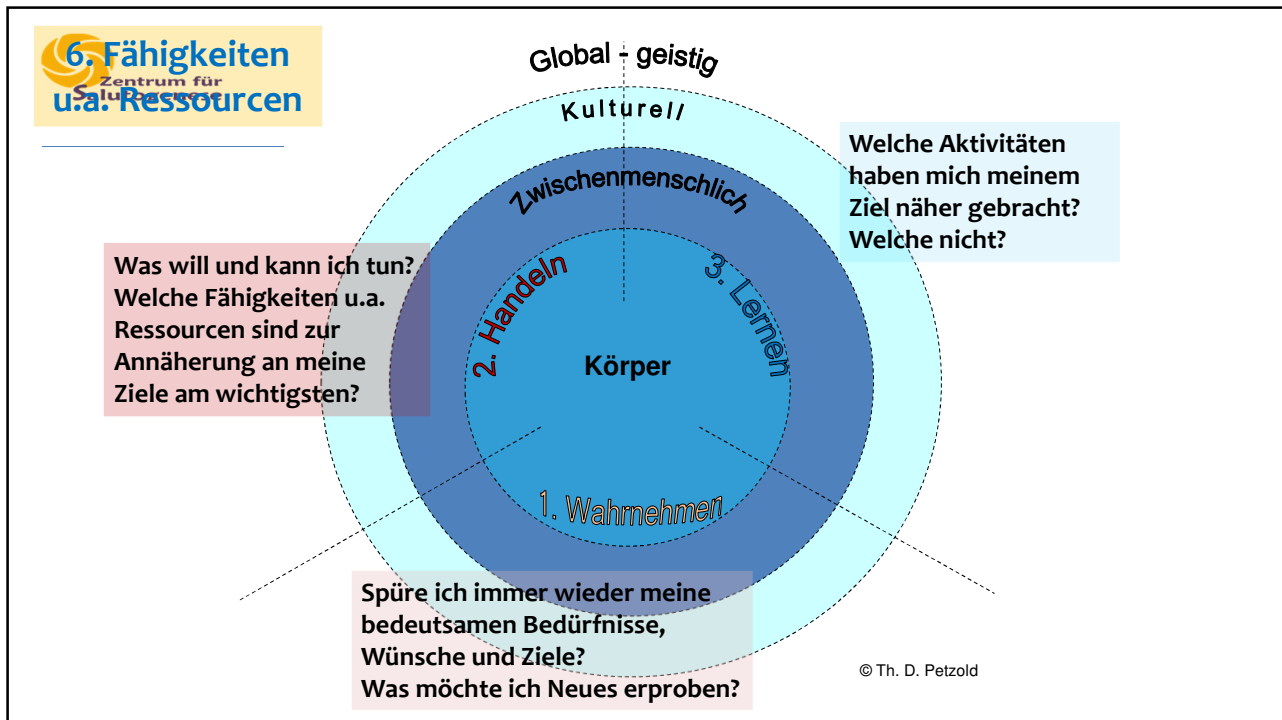 6. Fähigkeiten
u.a. Ressourcen
Zentrum für
Salutogenese
Global - geistig
Kulturell
Zwischenmenschlich
Welche Aktivitäten
haben mich meinem
Ziel näher gebracht?
Welche nicht?
Was will und kann ich tun?
Welche Fähigkeiten u.a.
Ressourcen sind zur
Annäherung an meine
Ziele am wichtigsten?
2. Handeln
3. Lernen
Körper
1. Wahrnehmen
Spüre ich immer wieder meine
bedeutsamen Bedürfnisse,
Wünsche und Ziele?
Was möchte ich Neues erproben?
© Th. D. Petzold